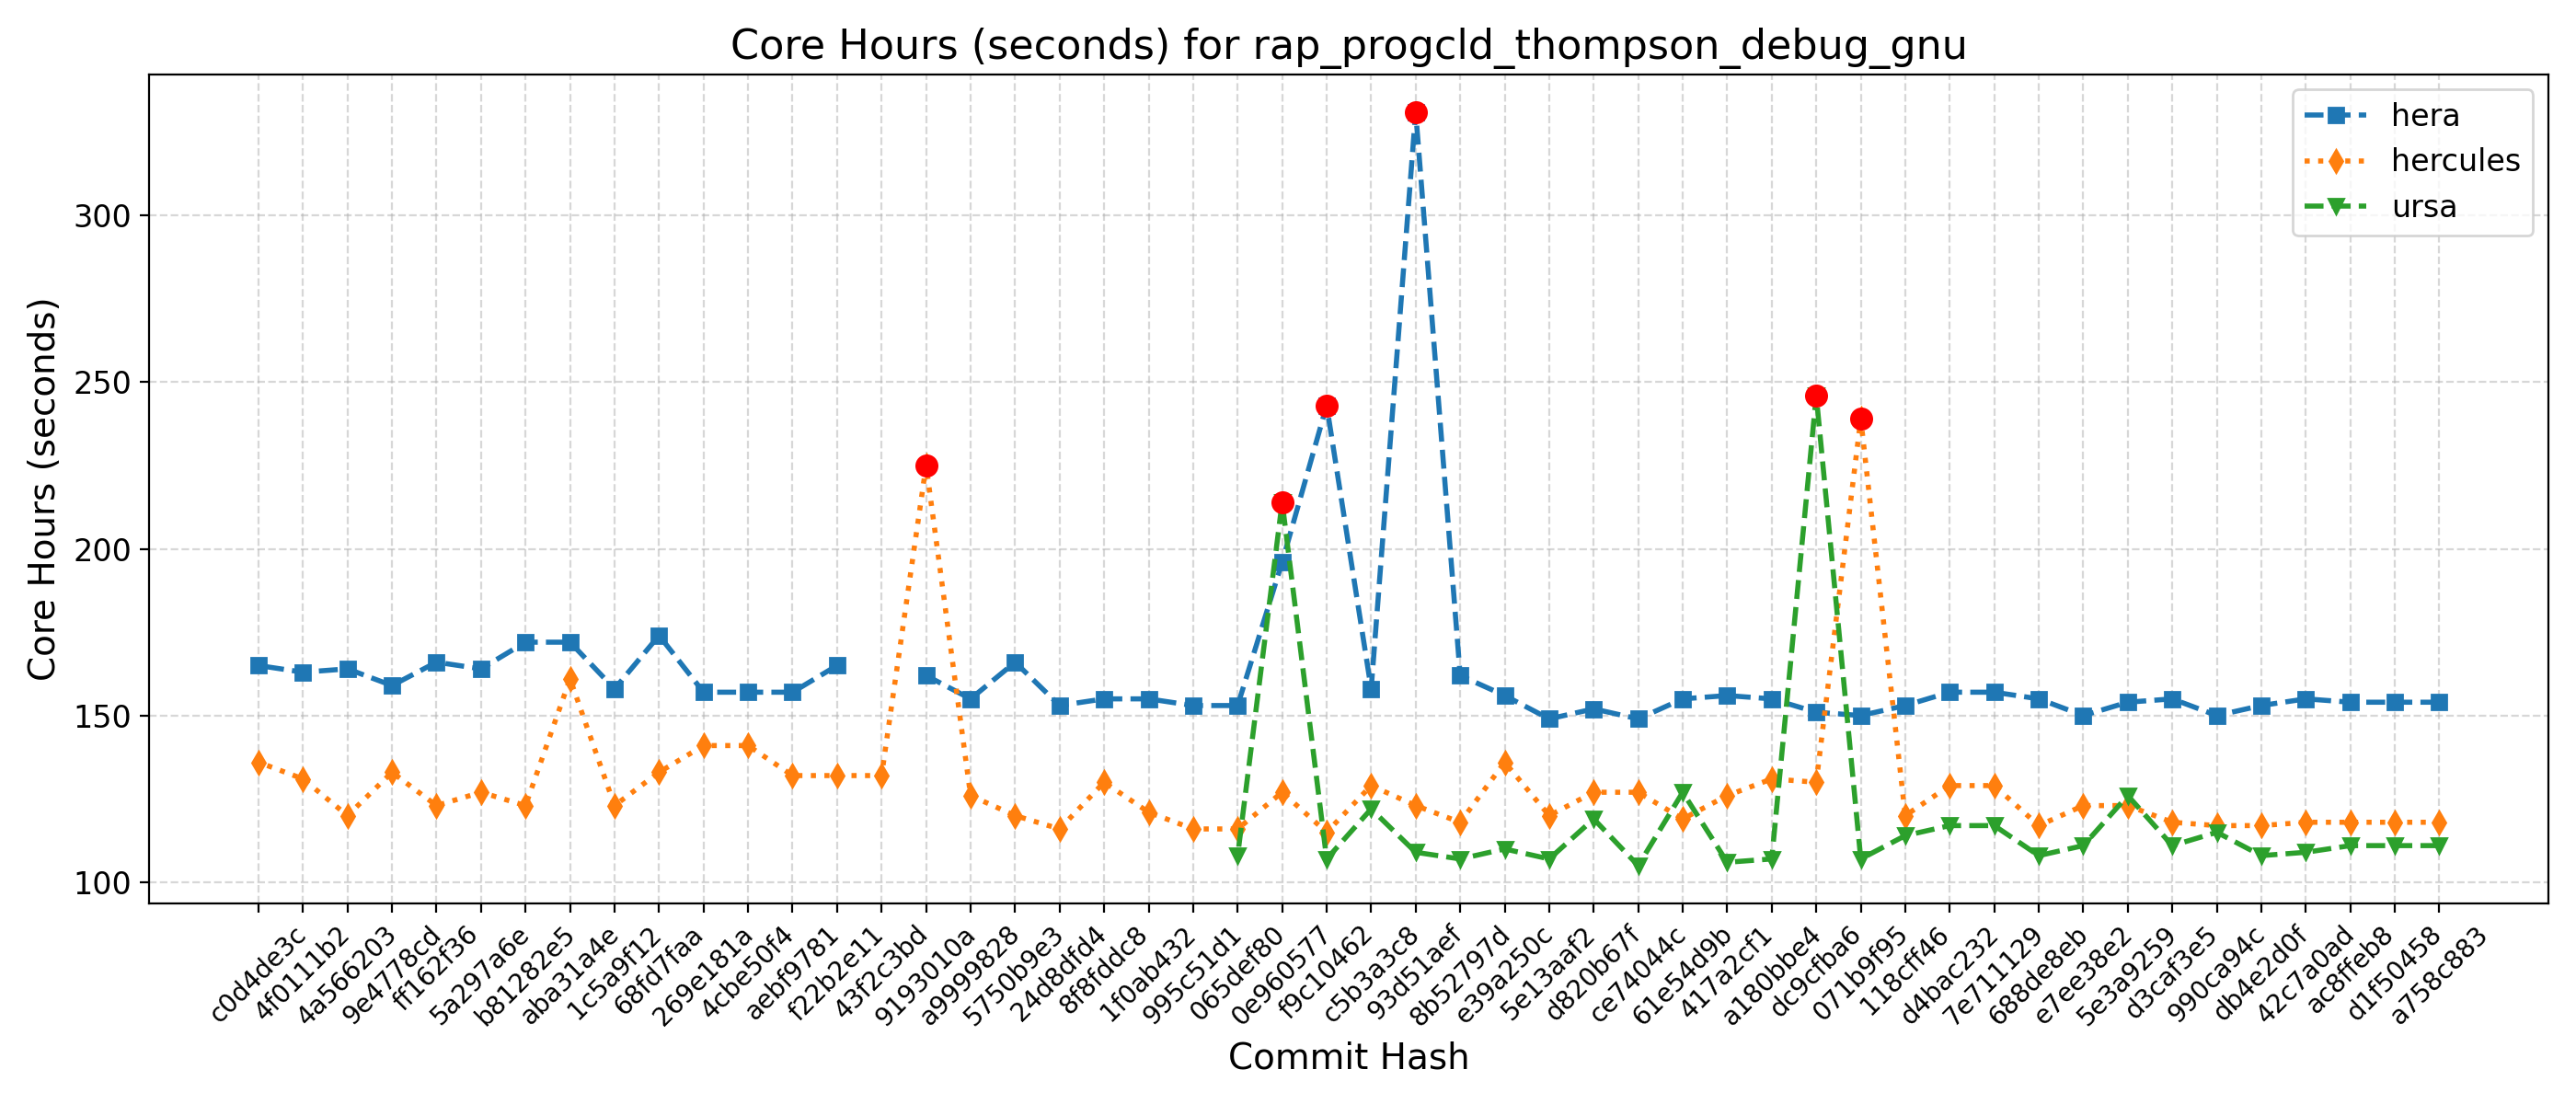 Core Hours (seconds) for rap_progcld_thompson_debug_gnu
hera
hercules
ursa
Core Hours (seconds)
300
250
200
150
100
c0d4de3c
4f0111b2
4a566203
9e4778cd
ff162f36
5a297a6e
b81282e5
aba31a4e
1c5a9f12
68fd7faa
269e181a
4cbe50f4
aebf9781
f22b2e11
43f2c3bd
9193010a
a9999828
5750b9e3
24d8dfd4
8f8fddc8
1f0ab432
995c51d1
065def80
0e960577
f9c10462
c5b3a3c8
93d51aef
8b52797d
e39a250c
5e13aaf2
d820b67f
ce74044c
61e54d9b
417a2cf1
a180bbe4
dc9cfba6
071b9f95
118cff46
d4bac232
7e711129
688de8eb
e7ee38e2
5e3a9259
d3caf3e5
990ca94c
db4e2d0f
42c7a0ad
ac8ffeb8
d1f50458
a758c883
Commit Hash